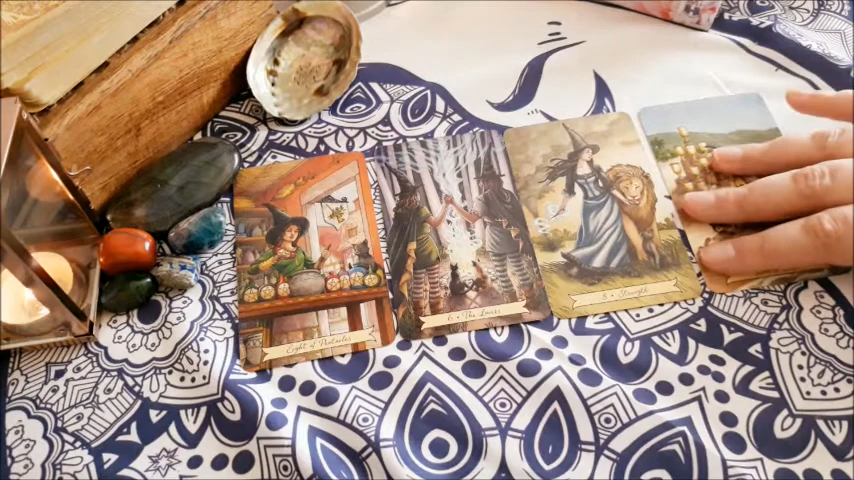 Eight of Pentacles
6 • The Lovers
8 • Strength